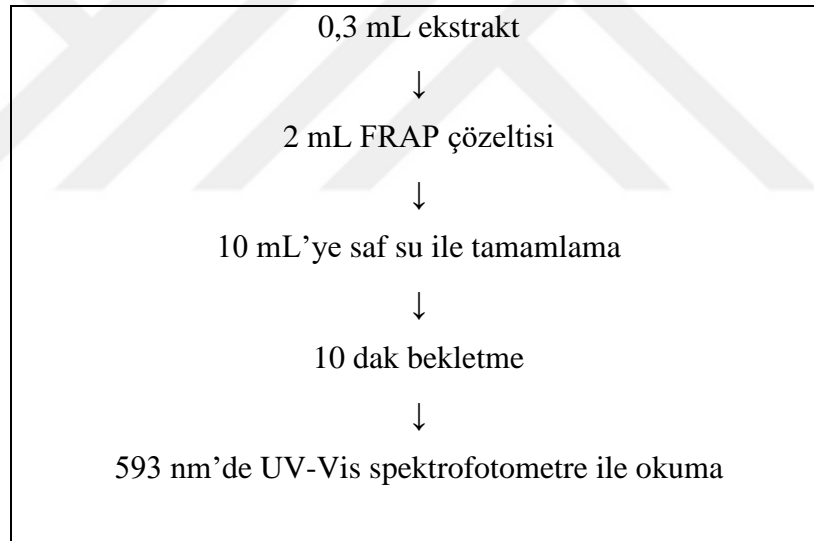 0,3 mL ekstrakt
↓
2 mL FRAP çözeltisi
↓
10 mL’ye saf su ile tamamlama
↓
10 dak bekletme
↓
593 nm’de UV-Vis spektrofotometre ile okuma